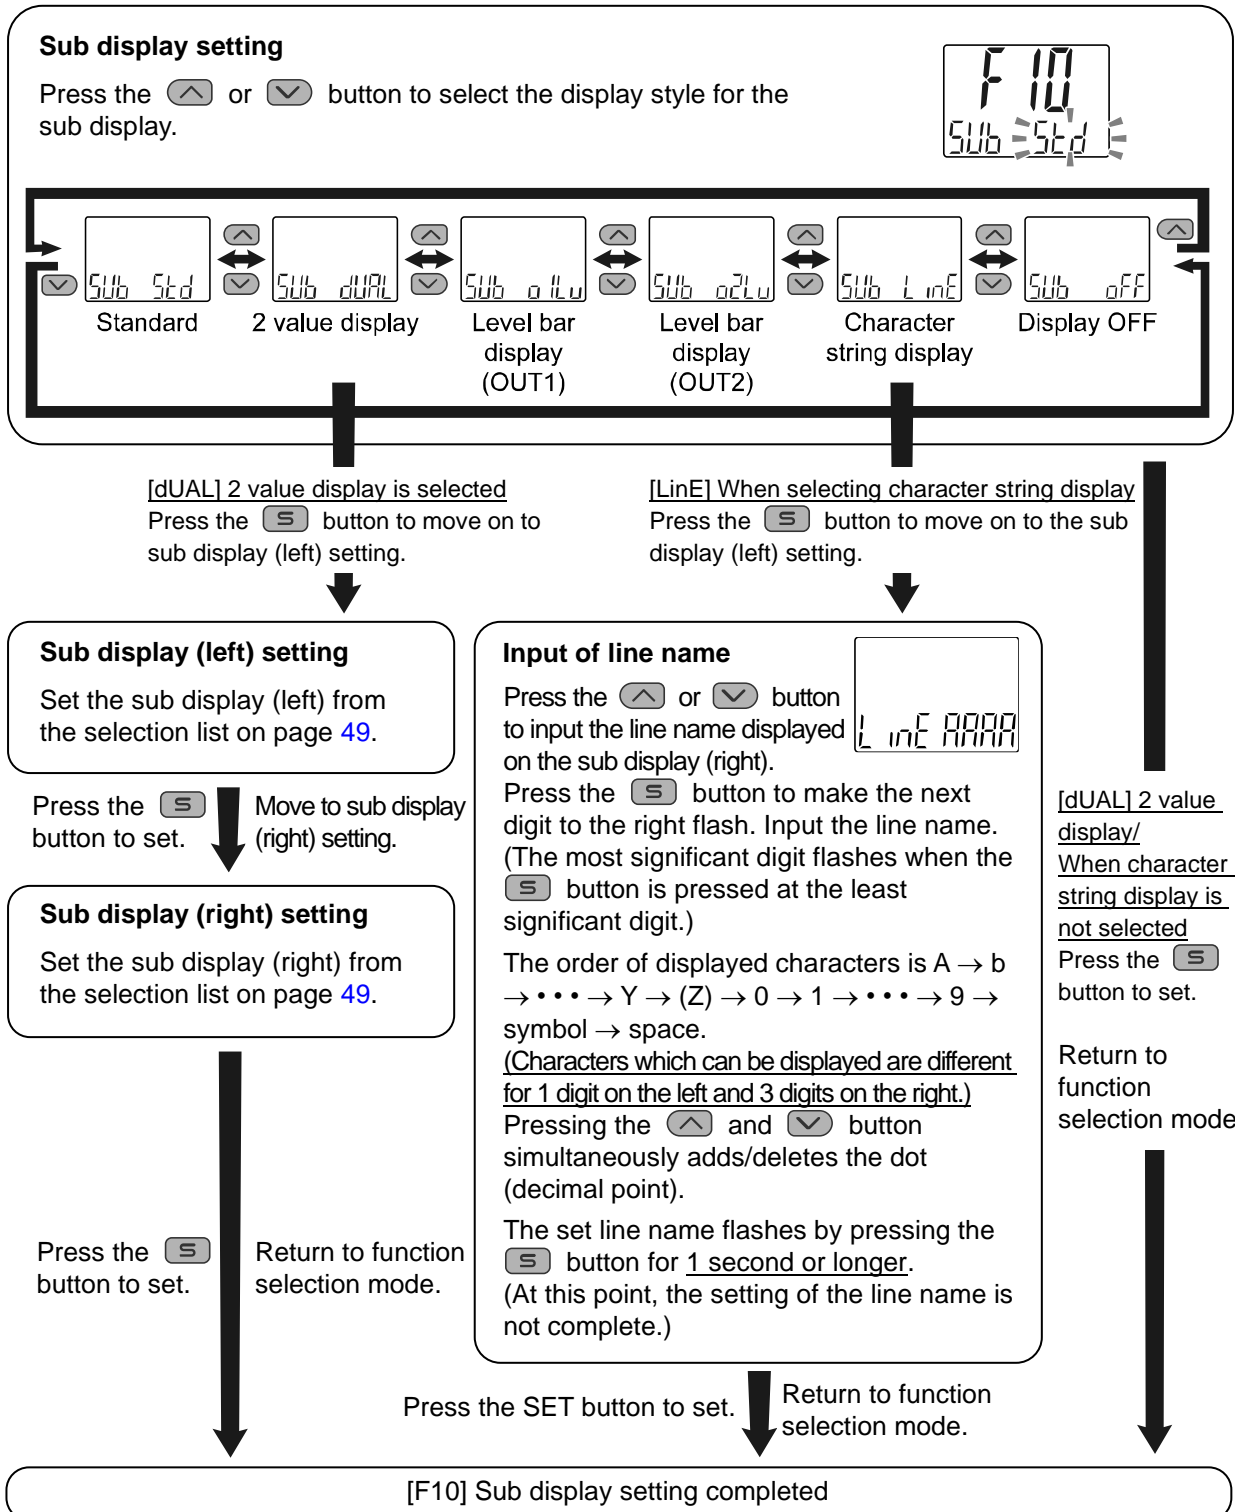 Sub display setting
Press the or button to select the display style for the
sub display.
F10
SUb Std
SUb Std
SUb dUAL
SUb o1Lv
SUb o2Lv
SUb LinE
SUb oFF
Standard
2 value display
Level bar
display
(OUT1)
Level bar
display
(OUT2)
Character
string display
Display OFF
[dUAL] 2 value display is selected
Press the S button to move on to
sub display (left) setting.
[LinE] When selecting character string display
Press the S button to move on to the sub
display (left) setting.
Sub display (left) setting
Set the sub display (left) from
the selection list on page 49.
Press the S
button to set.
Move to sub display
(right) setting.
Sub display (right) setting
Set the sub display (right) from
the selection list on page 49.
Press the S
button to set.
Return to function
selection mode.
Input of line name
Press the or button
to input the line name displayed
on the sub display (right).
LinE AAAA
Press the S button to make the next
digit to the right flash. Input the line name.
(The most significant digit flashes when the
S button is pressed at the least
significant digit.)
The order of displayed characters is A → b
→ • • • → Y → (Z) → 0 → 1 → • • • → 9 →
symbol → space.
(Characters which can be displayed are different
for 1 digit on the left and 3 digits on the right.)
Pressing the and button
simultaneously adds/deletes the dot
(decimal point).
The set line name flashes by pressing the
S button for 1 second or longer.
(At this point, the setting of the line name is
not complete.)
Press the SET button to set.
Return to function
selection mode.
[dUAL] 2 value
display/
When character
string display is
not selected
Press the S
button to set.
Return to
function
selection mode
[F10] Sub display setting completed